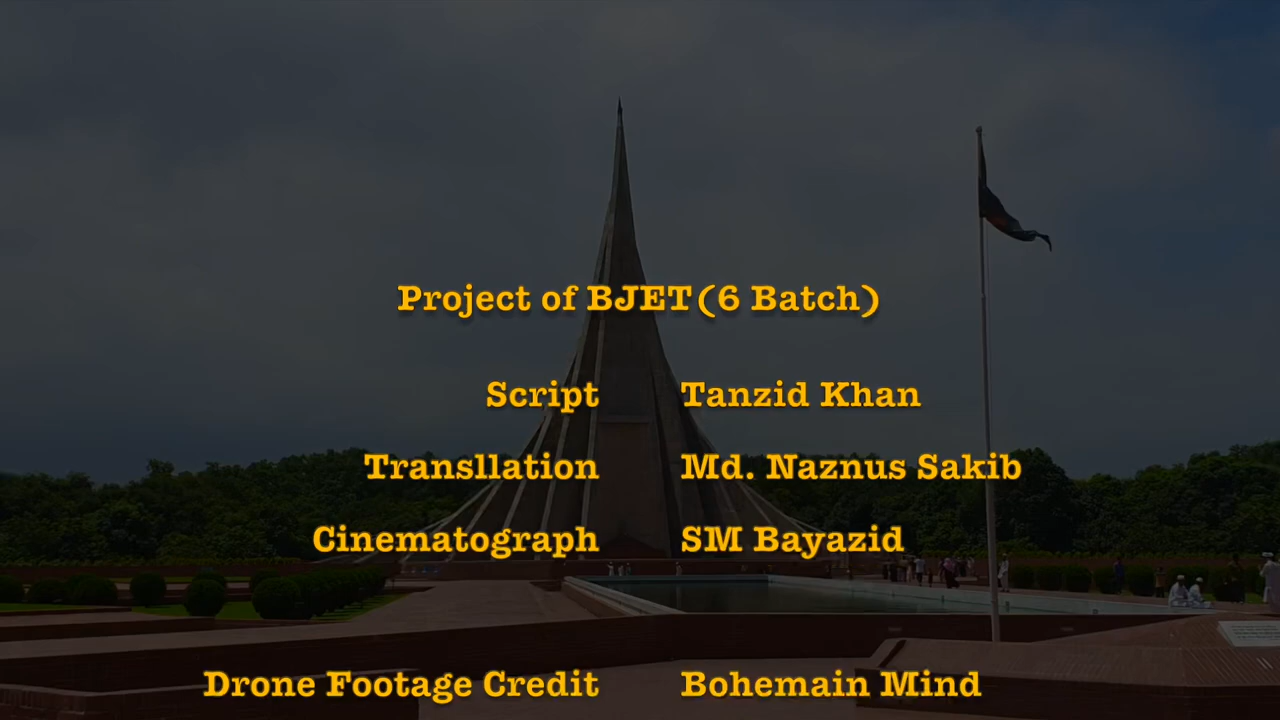 Project of BJET(6 Batch)
Script Tanzid Khan
Transllation Md. Naznus Sakib
Cinematograph SM Bayazid
Drone Footage Credit Bohemain Mind